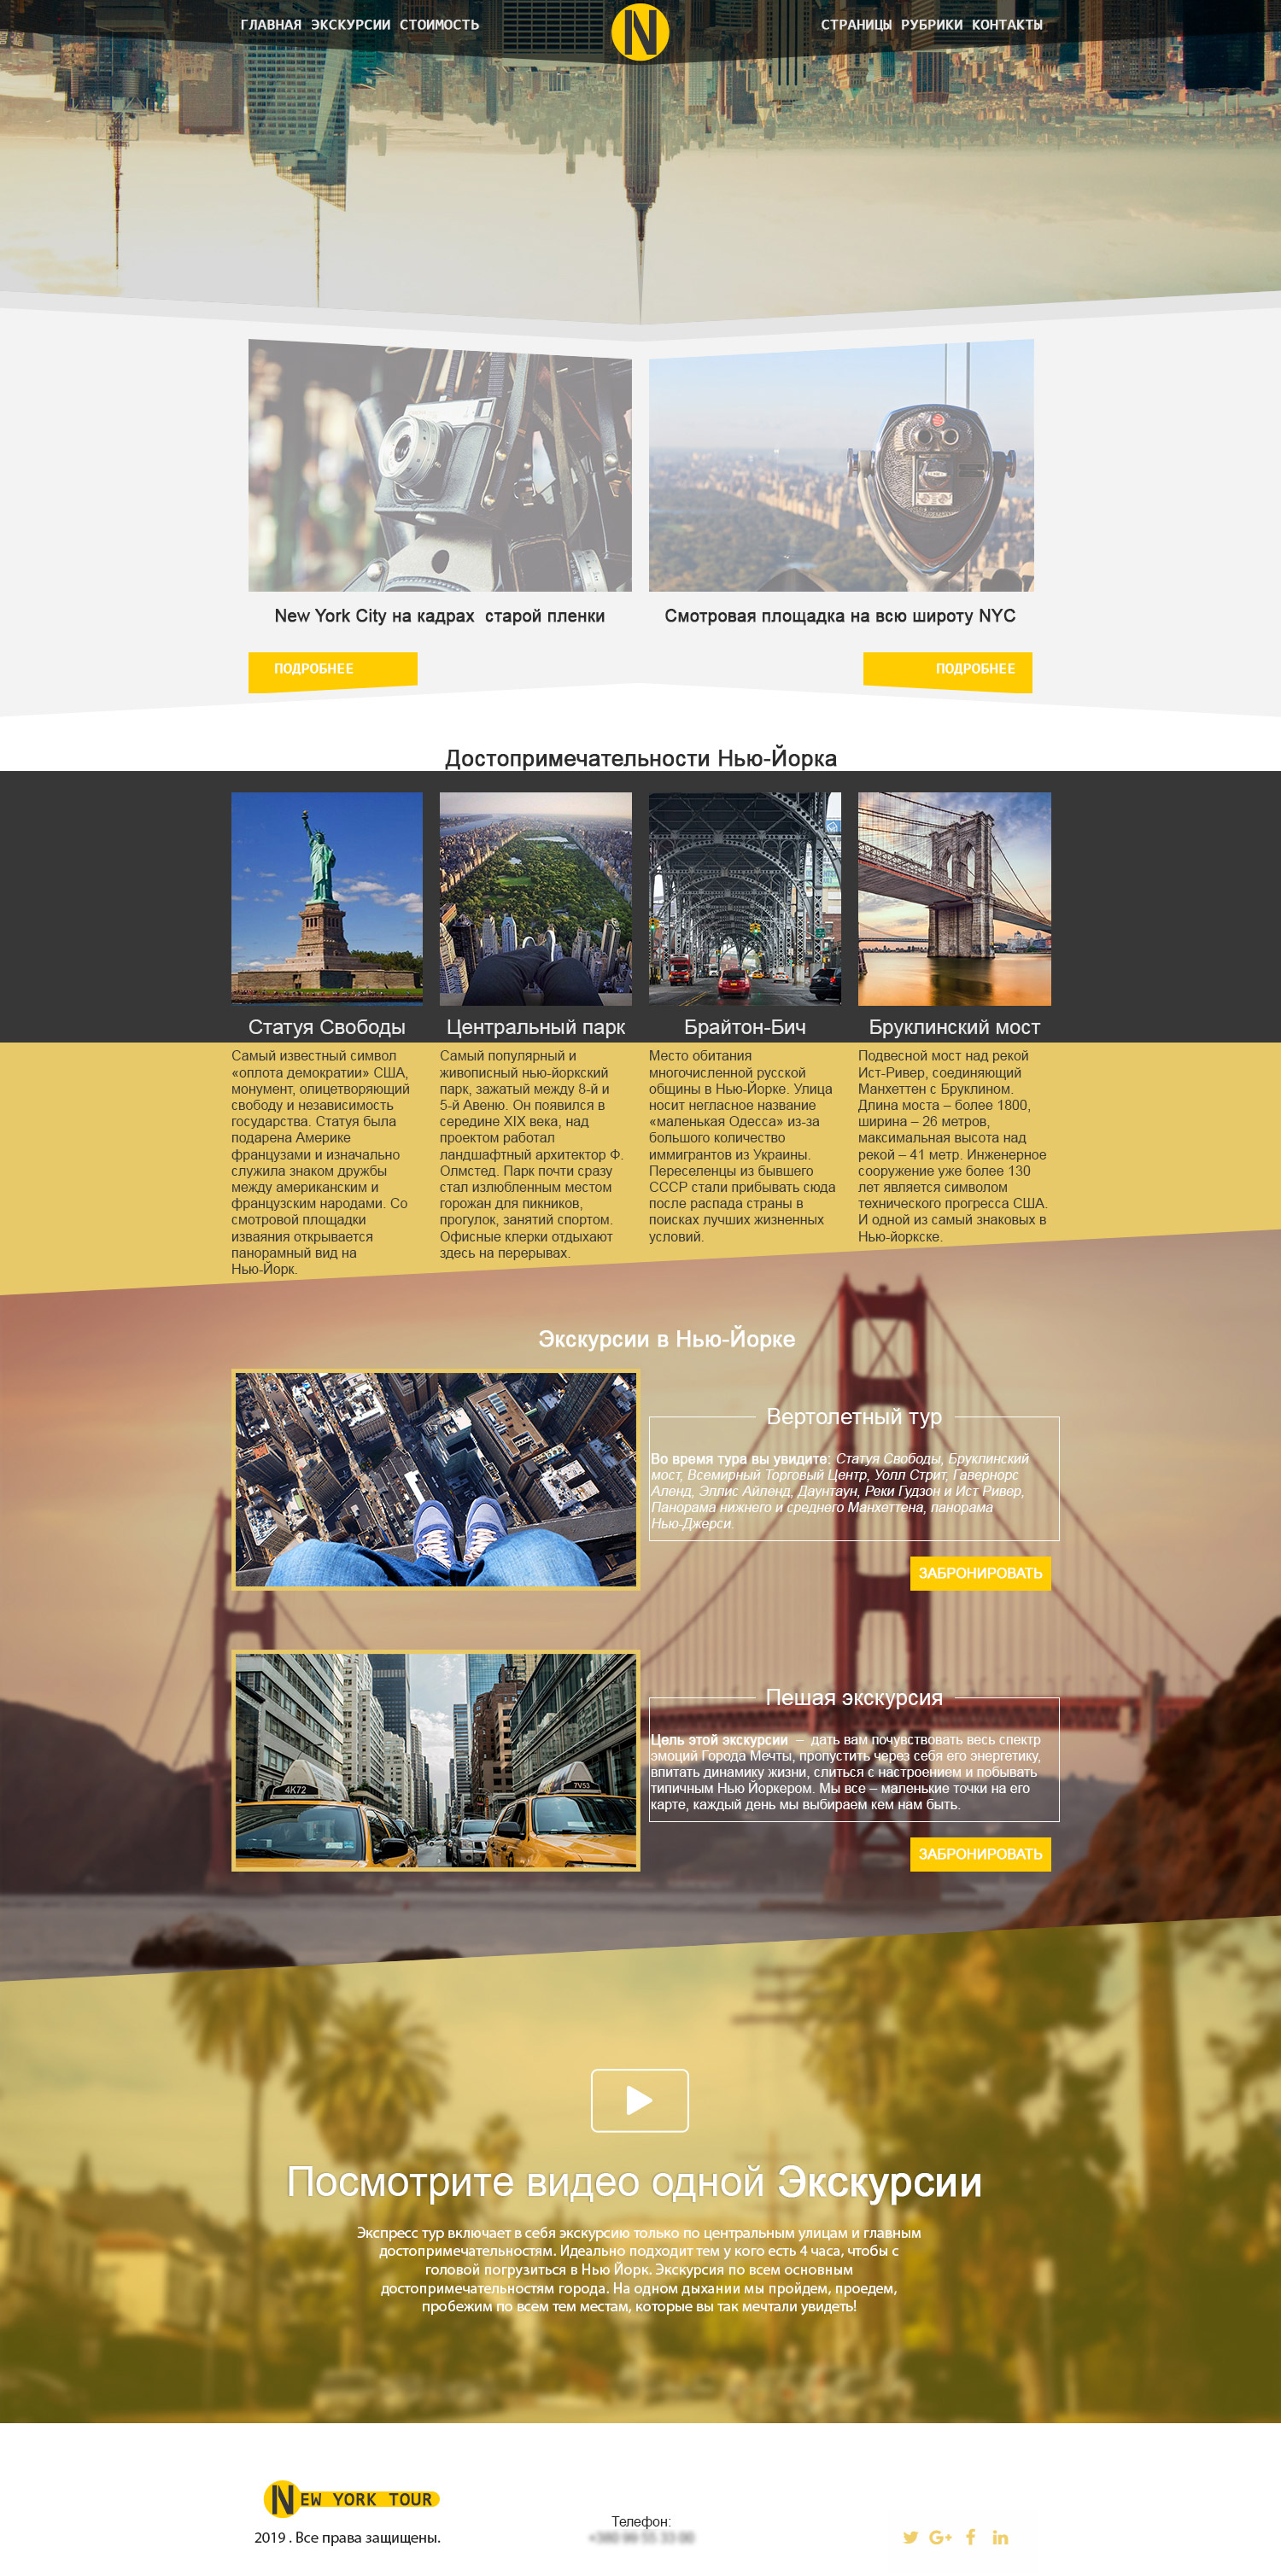 ГЛАВНАЯ ЭКСКУРСИИ СТОИМОСТЬ
N
СТРАНИЦЫ РУБРИКИ КОНТАКТЫ
New York City на кадрах старой пленки
Смотровая площадка на всю широту NYC
ПОДРОБНЕЕ
ПОДРОБНЕЕ
Достопримечательности Нью-Йорка
Статуя Свободы
Самый известный символ
«оплота демократии» США,
монумент, олицетворяющий
свободу и независимость
государства. Статуя была
подарена Америке
французами и изначально
служила знаком дружбы
между американским и
французским народами. Со
смотровой площадки
изваяния открывается
панорамный вид на
Нью-Йорк.
Центральный парк
Самый популярный и
живописный нью-йоркский
парк, зажатый между 8-й и
5-й Авеню. Он появился в
середине XIX века, над
проектом работал
ландшафтный архитектор Ф.
Олмстед. Парк почти сразу
стал излюбленным местом
горожан для пикников,
прогулок, занятий спортом.
Офисные клерки отдыхают
здесь на перерывах.
Брайтон-Бич
Место обитания
многочисленной русской
общины в Нью-Йорке. Улица
носит негласное название
«маленькая Одесса» из-за
большого количество
иммигрантов из Украины.
Переселенцы из бывшего
СССР стали прибывать сюда
после распада страны в
поисках лучших жизненных
условий.
Бруклинский мост
Подвесной мост над рекой
Ист-Ривер, соединяющий
Манхеттен с Бруклином.
Длина моста – более 1800,
ширина – 26 метров,
максимальная высота над
рекой – 41 метр. Инженерное
сооружение уже более 130
лет является символом
технического прогресса США.
И одной из самый знаковых в
Нью-йоркске.
Экскурсии в Нью-Йорке
Вертолетный тур
Во время тура вы увидите: Статуя Свободы, Бруклинский
мост, Всемирный Торговый Центр, Уолл Стрит, Гавернорс
Аленд, Эллис Айленд, Даунтаун, Реки Гудзон и Ист Ривер,
Панорама нижнего и среднего Манхеттена, панорама
Нью-Джерси.
ЗАБРОНИРОВАТЬ
4K72
7V53
Пешая экскурсия
Цель этой экскурсии – дать вам почувствовать весь спектр
эмоций Города Мечты, пропустить через себя его энергетику,
впитать динамику жизни, слиться с настроением и побывать
типичным Нью Йоркером. Мы все – маленькие точки на его
карте, каждый день мы выбираем кем нам быть.
ЗАБРОНИРОВАТЬ
Посмотрите видео одной Экскурсии
Экспресс тур включает в себя экскурсию только по центральным улицам и главным
достопримечательностям. Идеально подходит тем у кого есть 4 часа, чтобы с
головой погрузиться в Нью Йорк. Экскурсия по всем основным
достопримечательностям города. На одном дыхании мы пройдем, проедем,
пробежим по всем тем местам, которые вы так мечтали увидеть!
NEW YORK TOUR
2019 . Все права защищены.
Телефон:
G+ f in